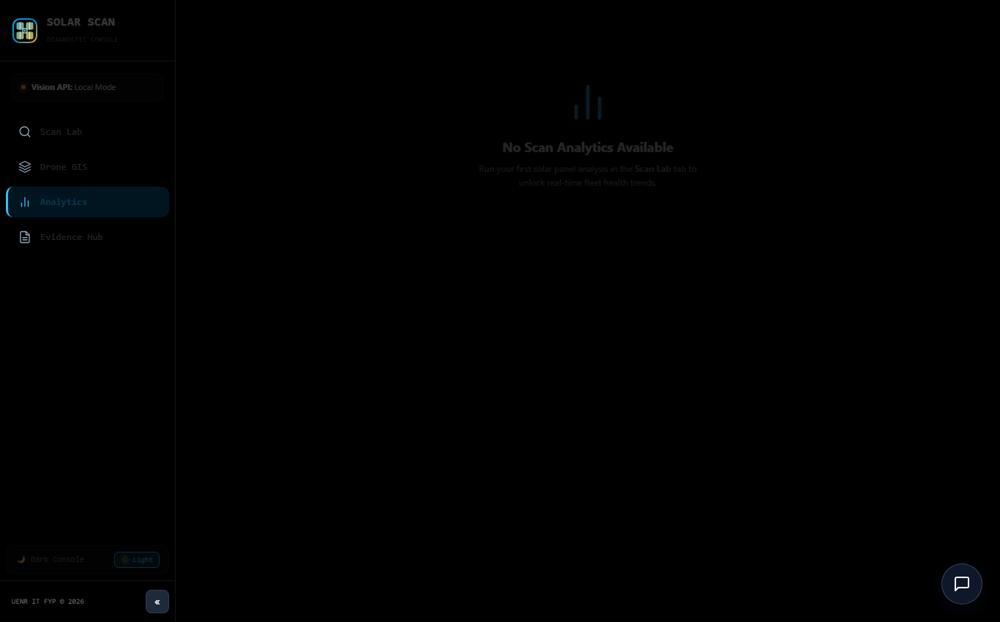 SOLAR SCAN
DIAGNOSTIC CONSOLE
Vision API: Local Mode
Scan Lab
Drone GIS
Analytics
Evidence Hub
No Scan Analytics Available
Run your first solar panel analysis in the Scan Lab tab to
unlock real-time fleet health trends.
Dark Console
Light
UENR IT FYP © 2026
«